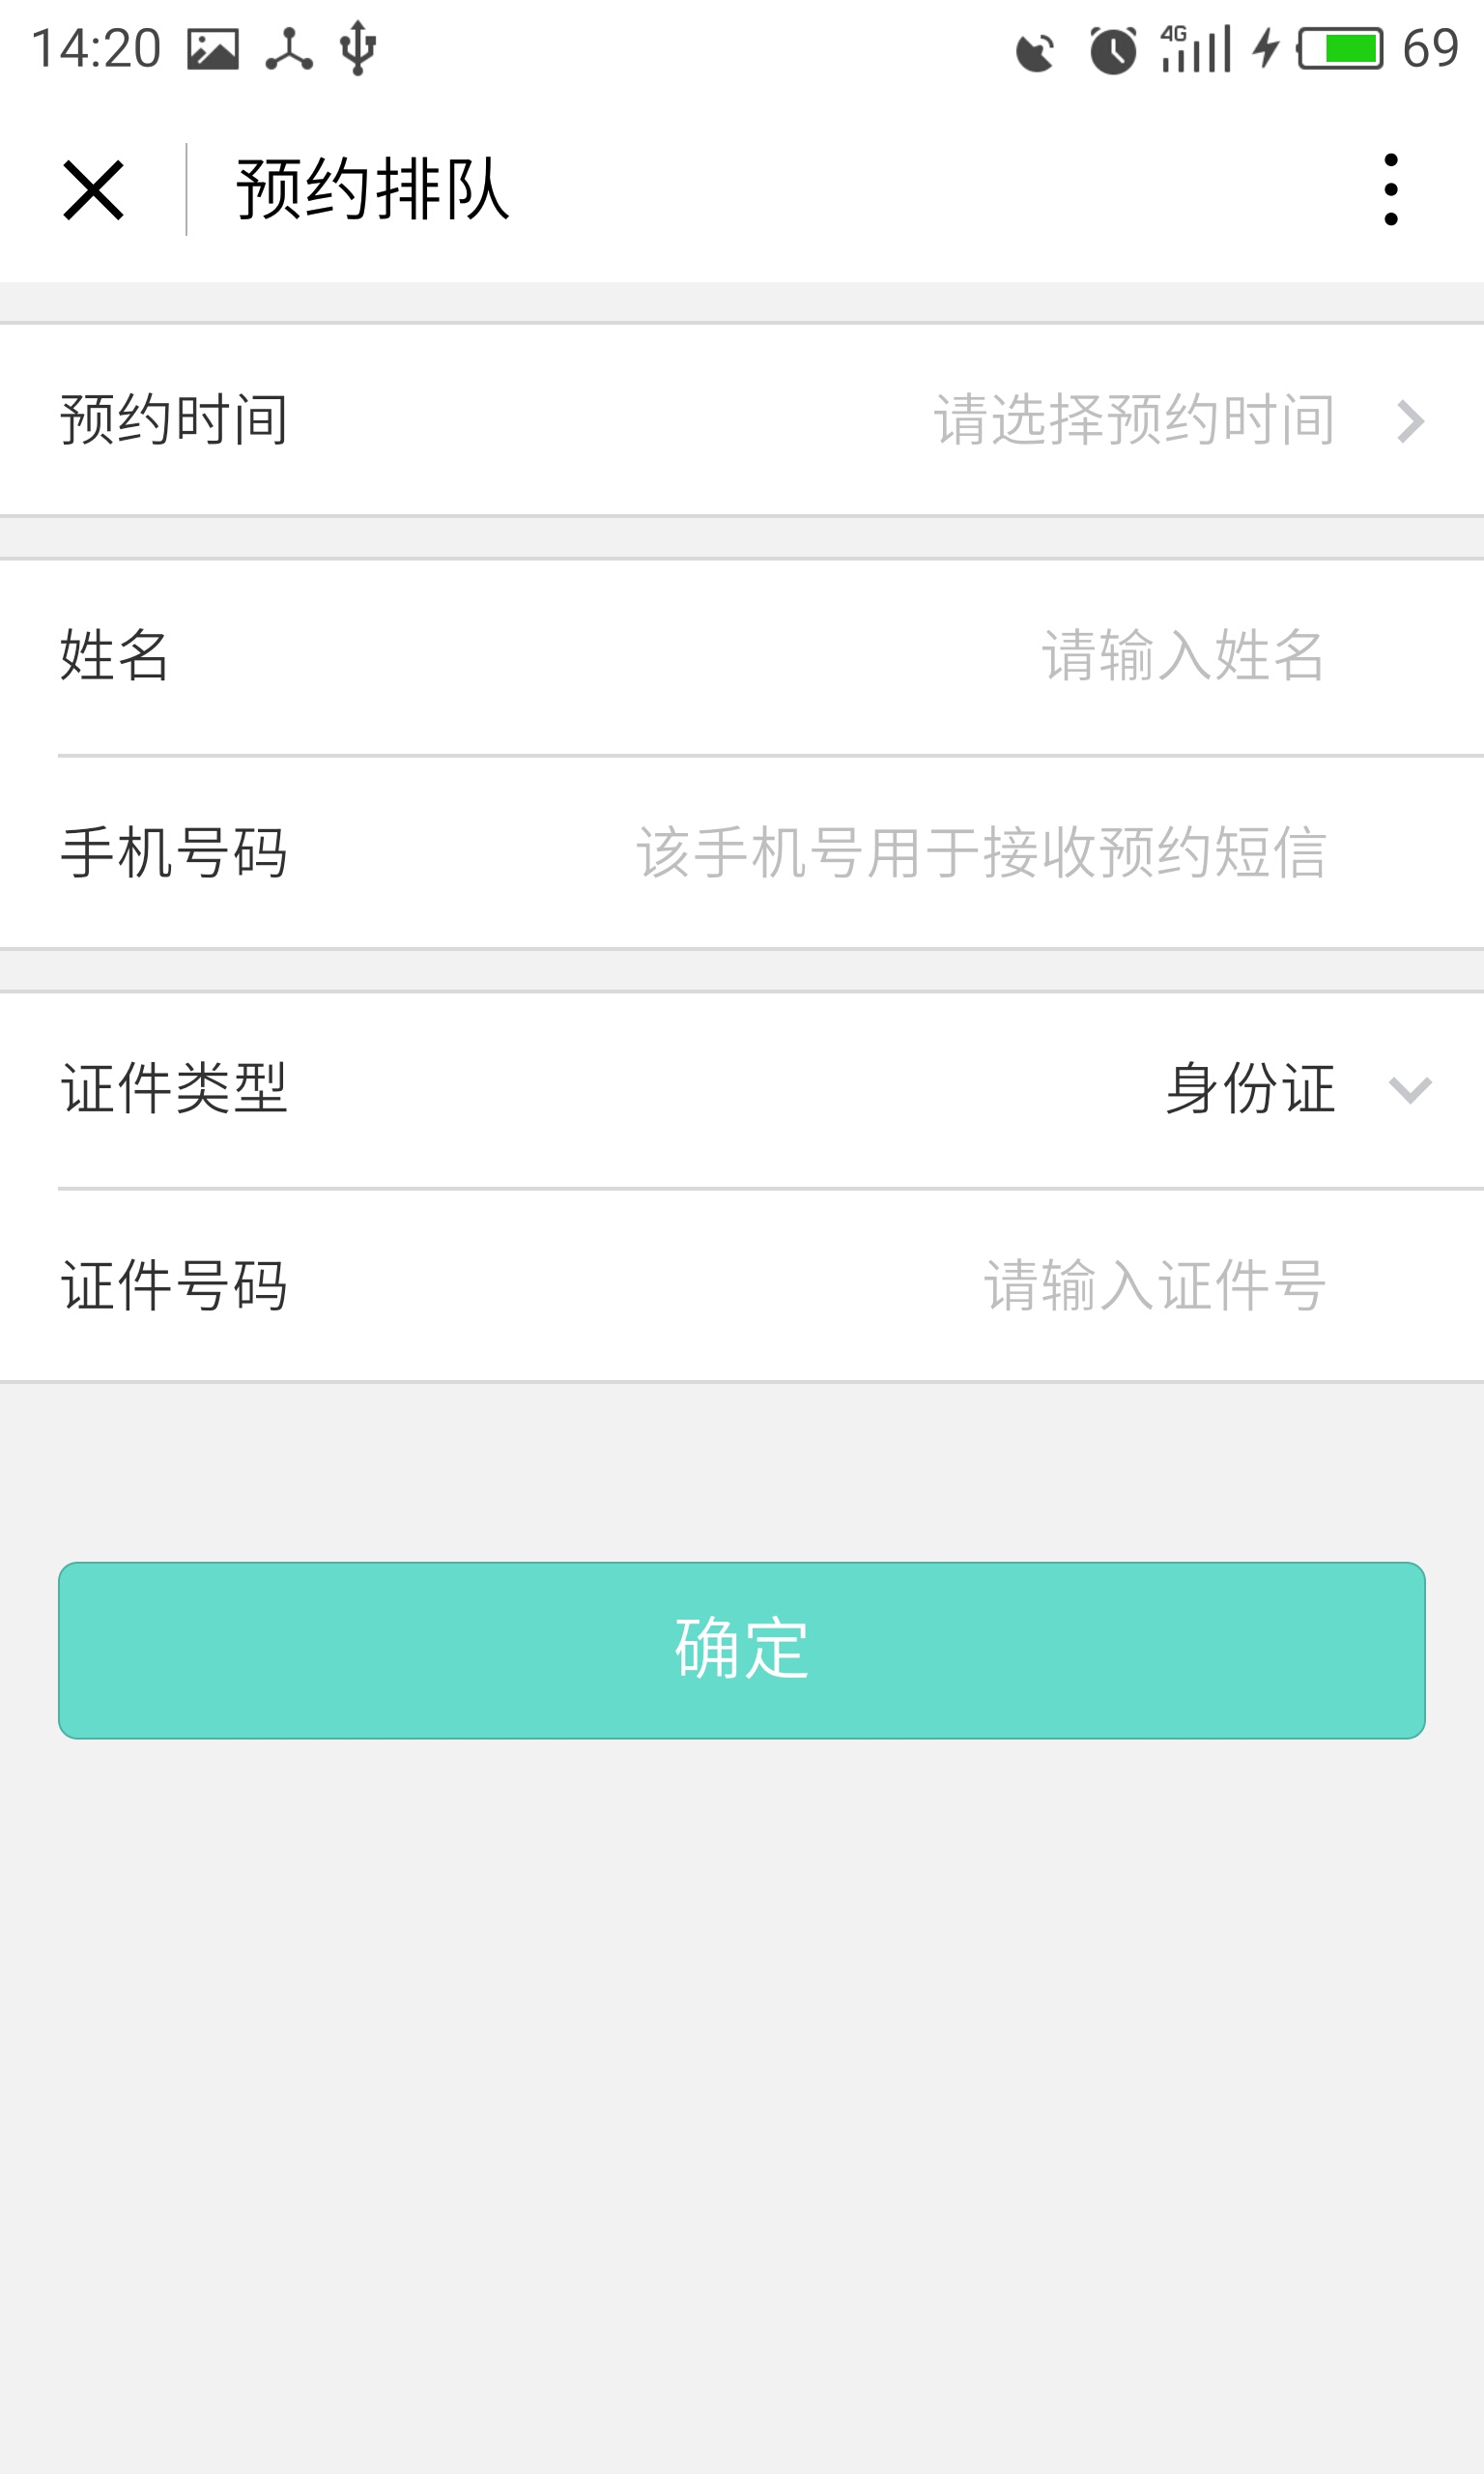 14:20 4G 69
预约排队
预约时间 请选择预约时间
姓名 请输入姓名
手机号码 该手机号用于接收预约短信
证件类型 身份证
证件号码 请输入证件号
确定